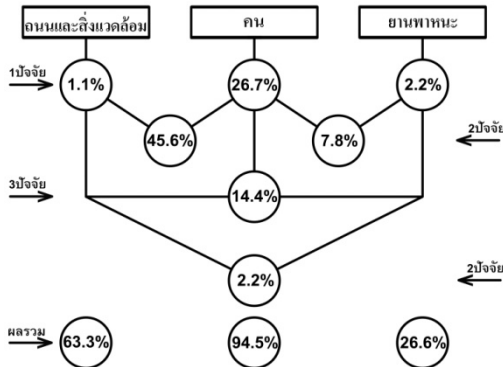 ถนนและสิ่งแวดล้อม คน ยานพาหนะ
1ปัจจัย 1.1% 26.7% 2.2%
45.6% 7.8% 2ปัจจัย
3ปัจจัย 14.4%
2.2% 2ปัจจัย
ผลรวม 63.3% 94.5% 26.6%